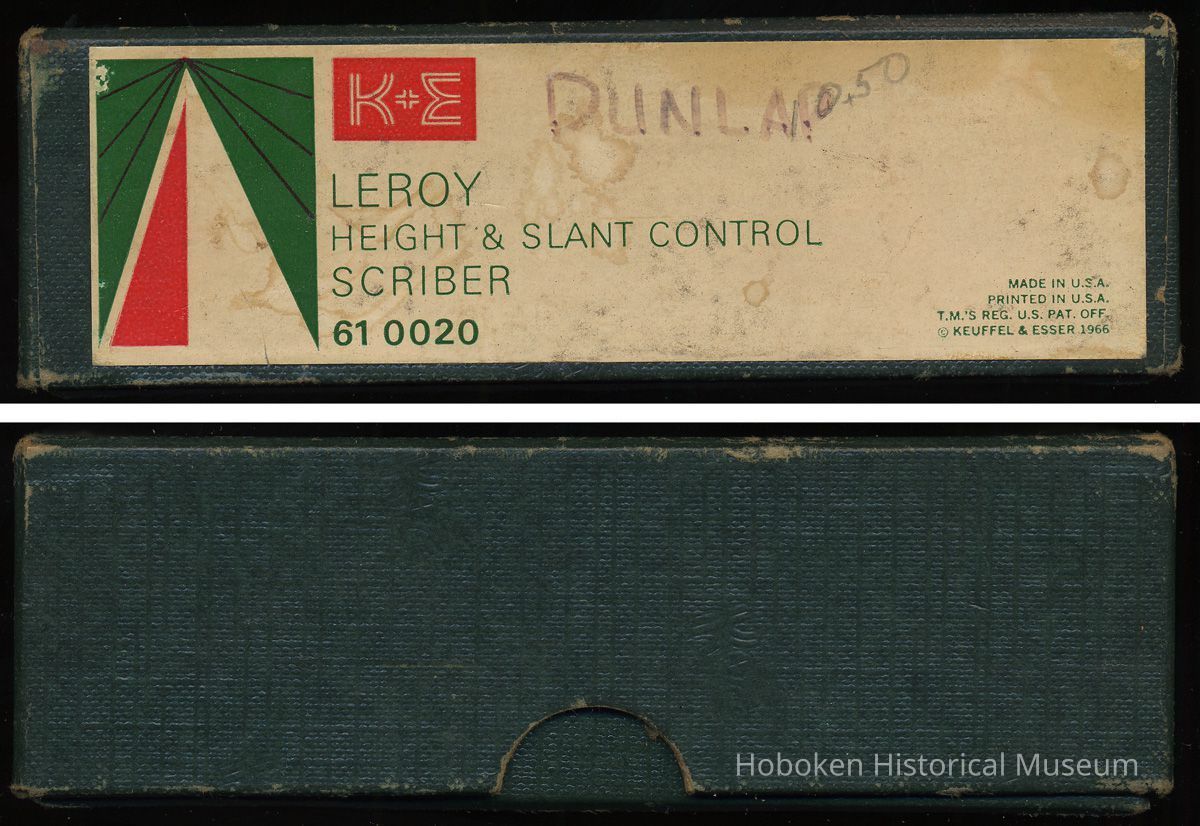 K+E
DUNLAP
10.50
LEROY
HEIGHT & SLANT CONTROL
SCRIBER
61 0020
MADE IN U.S.A.
PRINTED IN U.S.A.
T.M.'S REG. U.S. PAT. OFF.
© KEUFFEL & ESSER 1966
Hoboken Historical Museum